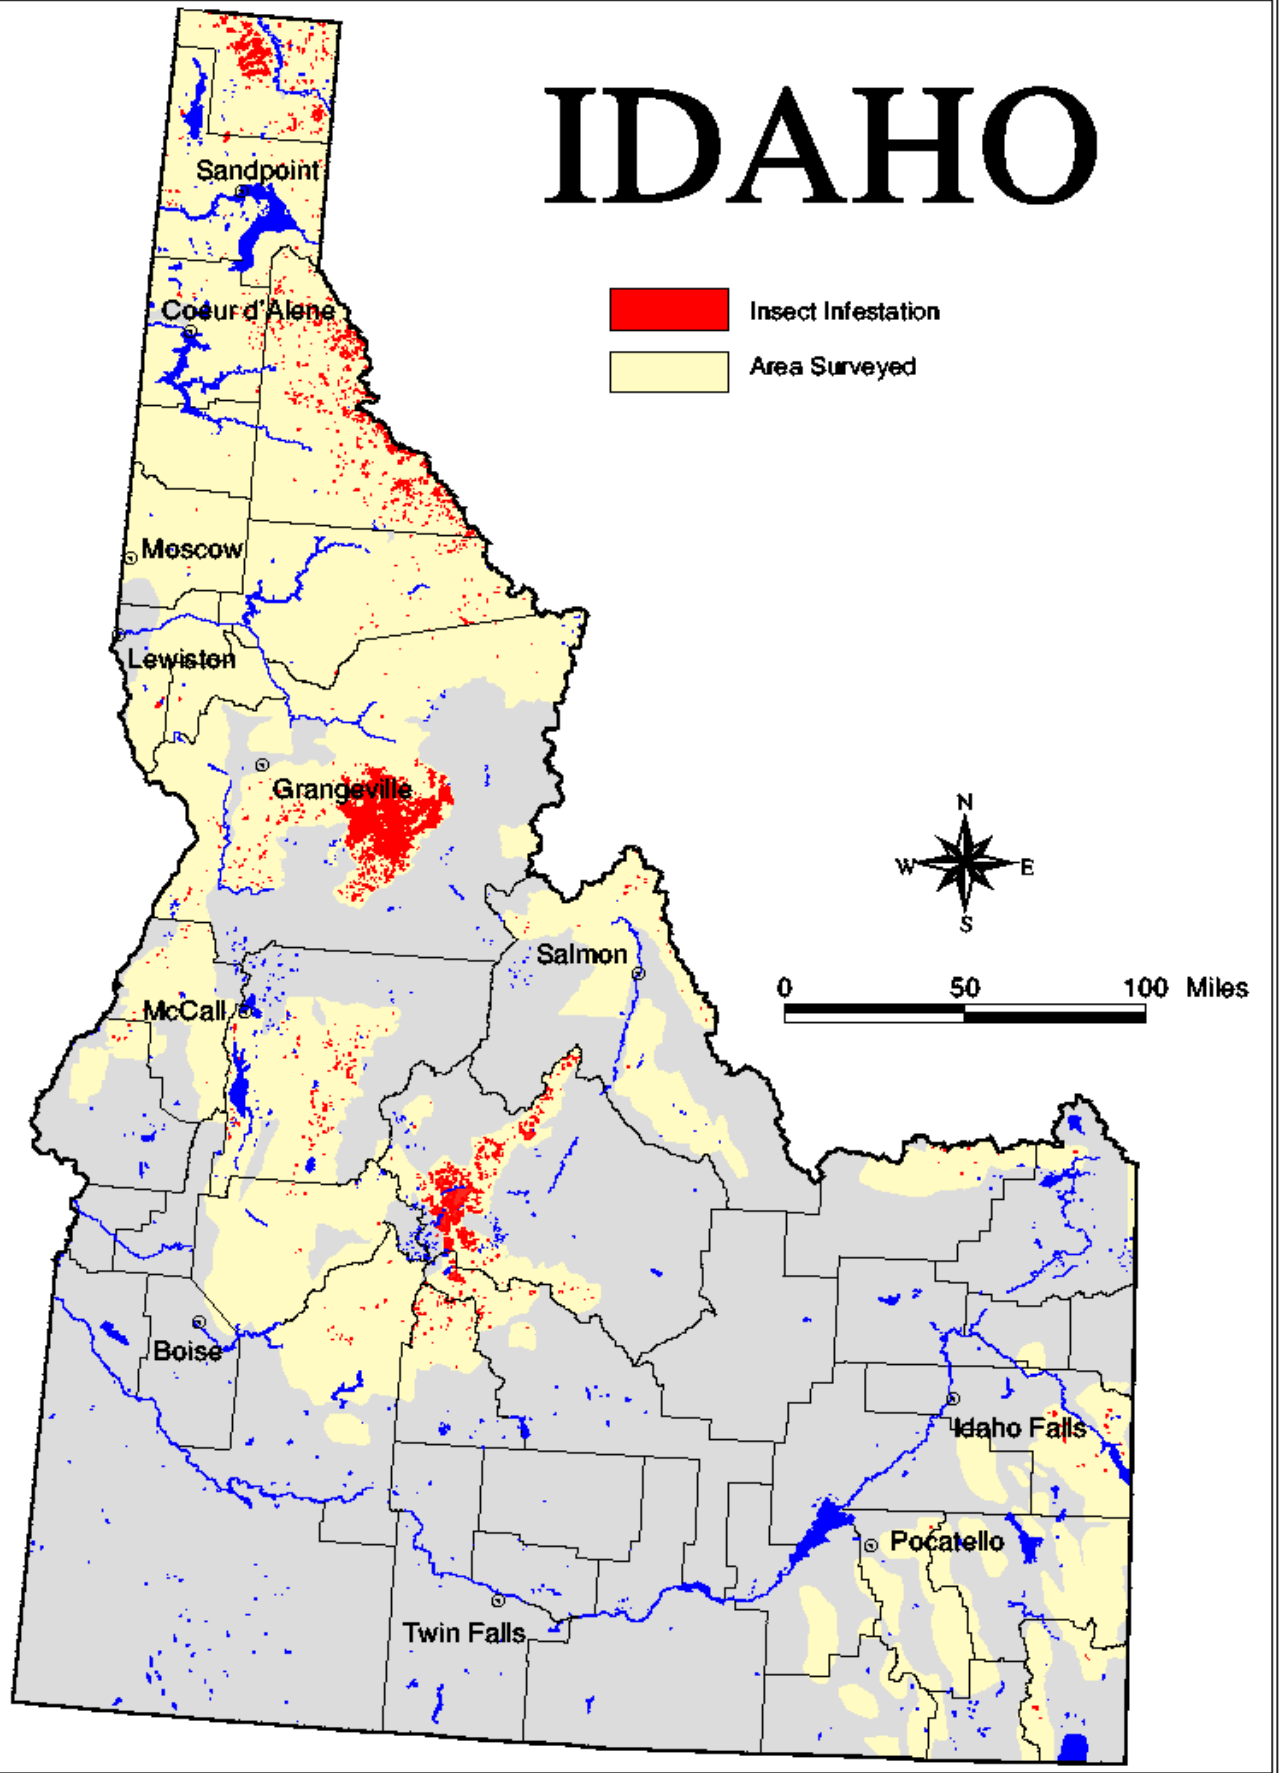 IDAHO
Insect Infestation
Area Surveyed
Sandpoint
Coeur d'Alene
Moscow
Lewiston
Grangeville
N
W E
S
Salmon
0 50 100 Miles
McCall
Boise
Idaho Falls
Pocatello
Twin Falls